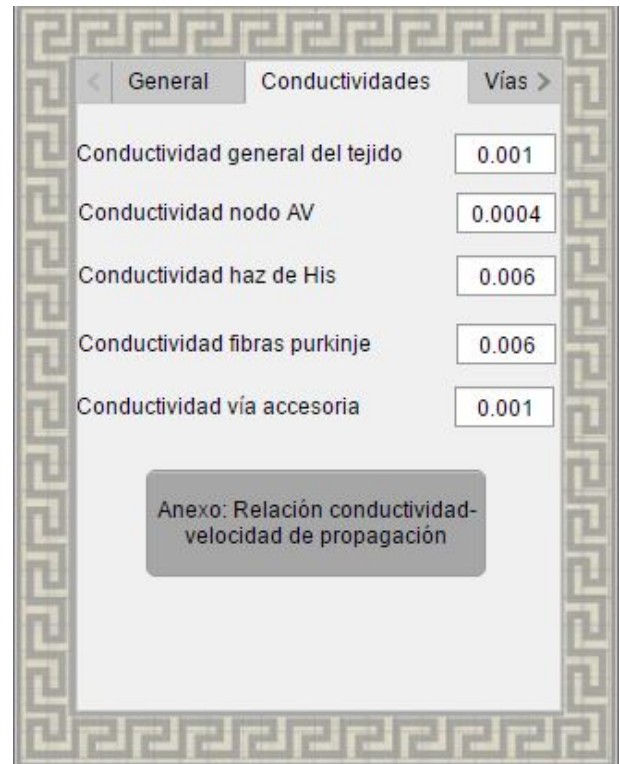 < General Conductividades Vías >
Conductividad general del tejido 0.001
Conductividad nodo AV 0.0004
Conductividad haz de His 0.006
Conductividad fibras purkinje 0.006
Conductividad vía accesoria 0.001
Anexo: Relación conductividad-
velocidad de propagación